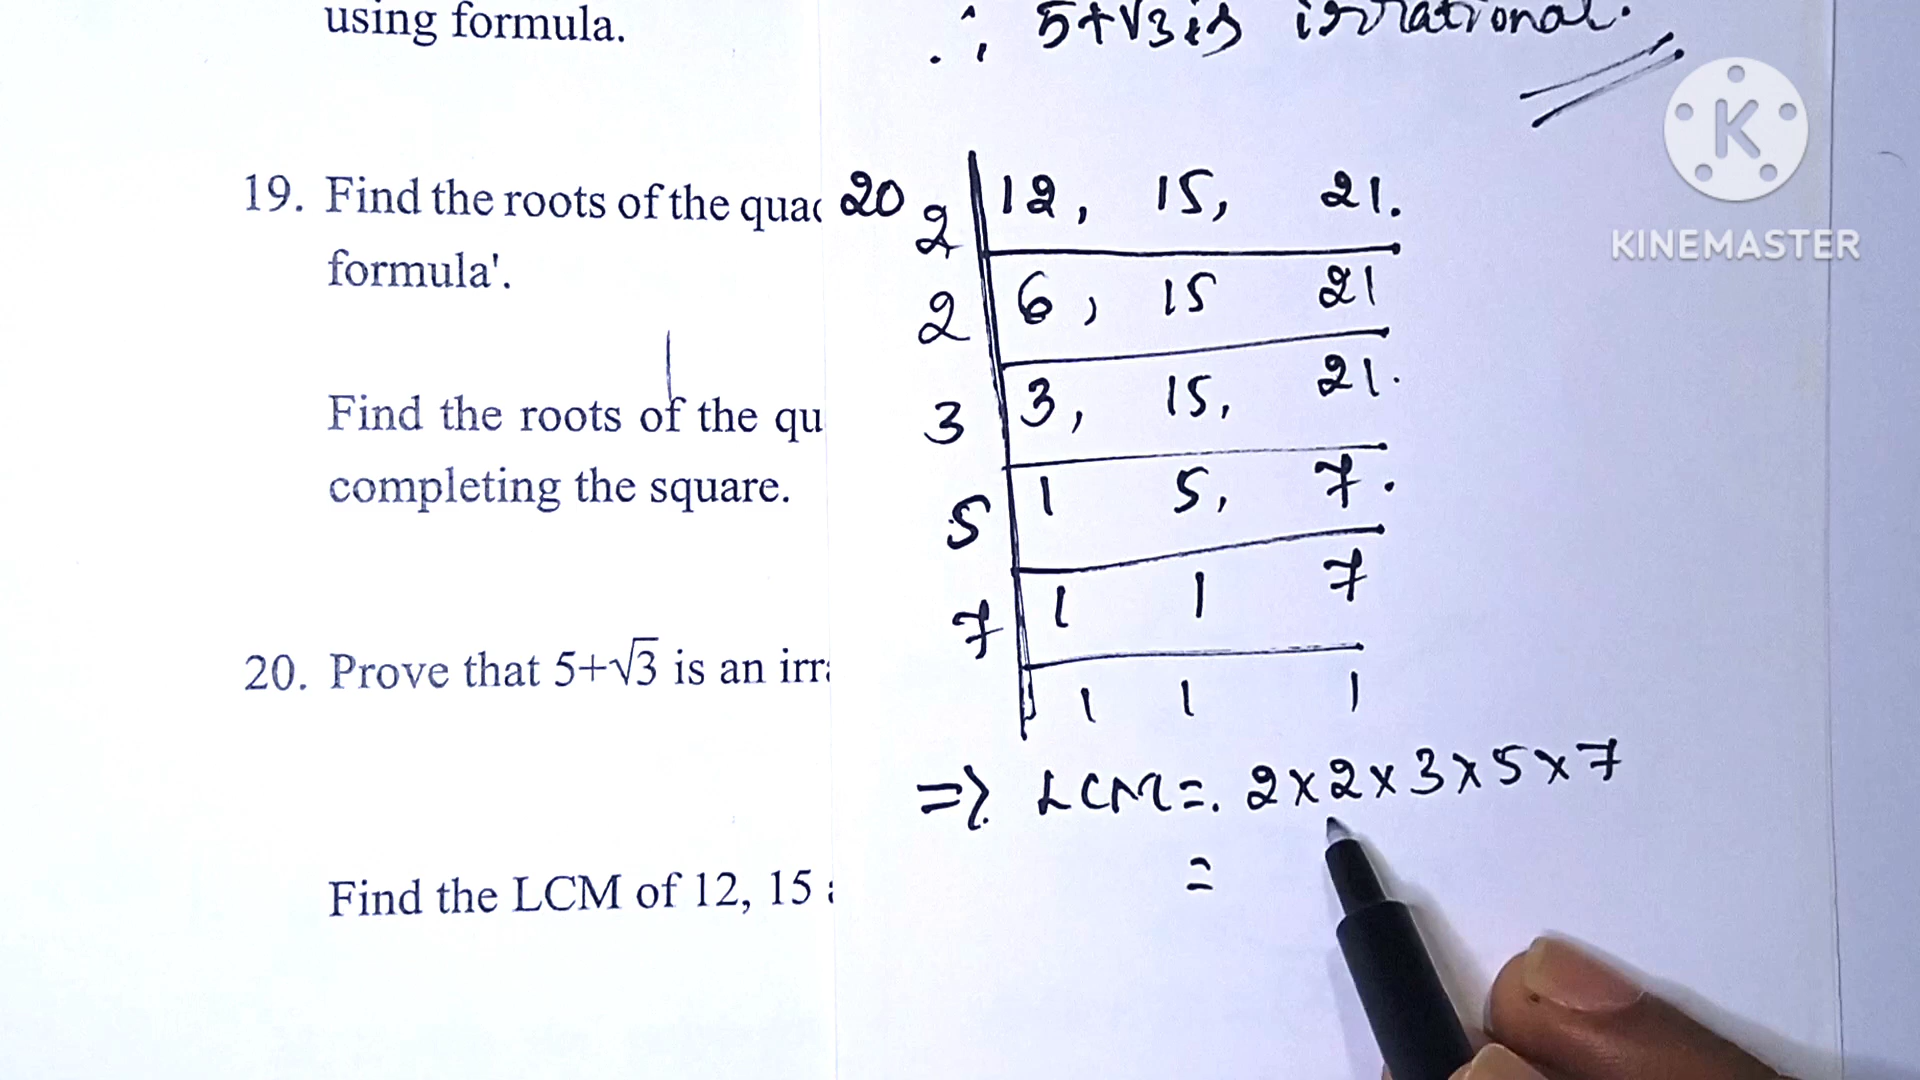 using formula.
19. Find the roots of the quad
formula'.
Find the roots of the qu
completing the square.
20. Prove that 5+√3 is an irra
Find the LCM of 12, 15
∴ 5+√3 is irrational.
20
2 12, 15, 21.
2 6, 15 21
3 3, 15, 21.
5 1 5, 7.
7 1 1 7
1 1 1
=> LCM = 2×2×3×5×7
=
K
KINEMASTER